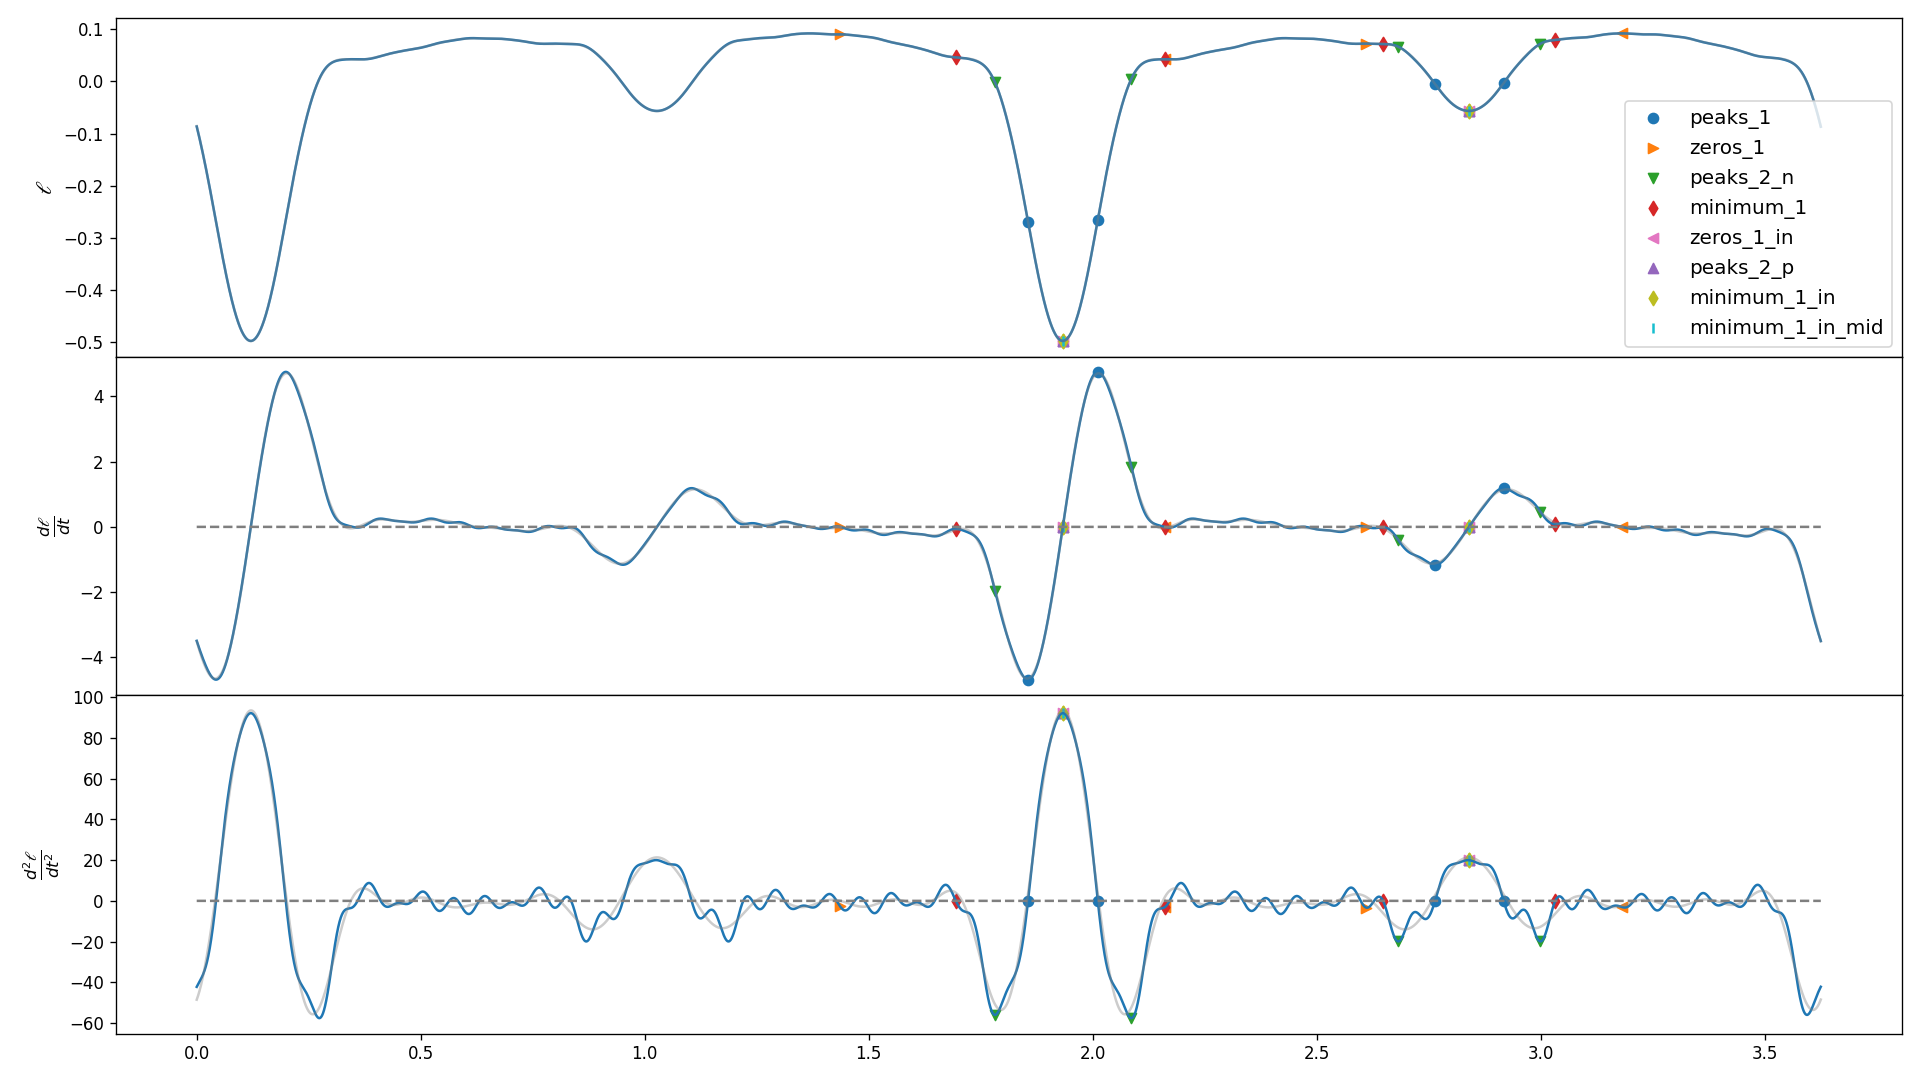 0.1
0.0
−0.1
−0.2
−0.3
−0.4
−0.5
ℓ
peaks_1
zeros_1
peaks_2_n
minimum_1
zeros_1_in
peaks_2_p
minimum_1_in
minimum_1_in_mid
4
2
0
−2
−4
dℓ
dt
100
80
60
40
20
0
−20
−40
−60
d²ℓ
dt²
0.0 0.5 1.0 1.5 2.0 2.5 3.0 3.5